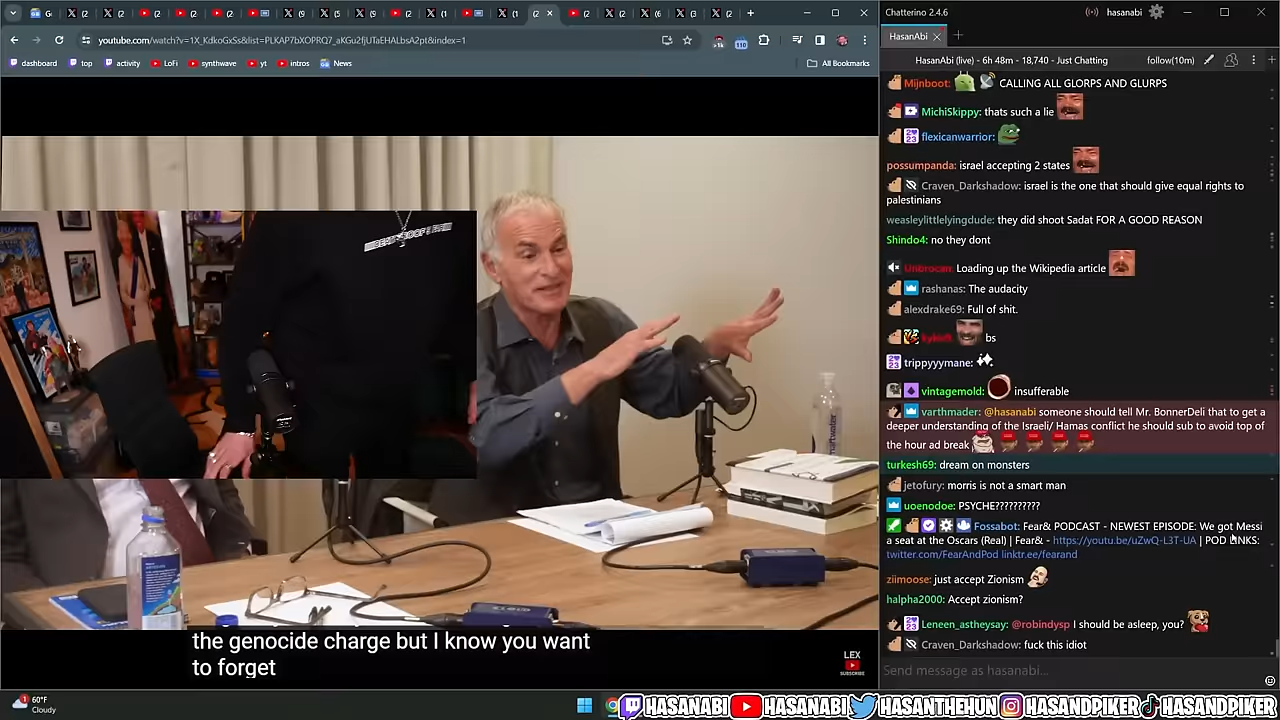 youtube.com/watch?v=1X_KdkoGxSs&list=PLKAP7bXOPRQ7_aKGu2fjUTaEHALbsA2pt&index=1
dashboard
top
activity
LoFi
synthwave
yt
intros
News
All Bookmarks
the genocide charge but I know you want
to forget
LEX
SUBSCRIBE
60°F
Cloudy
Chatterino 2.4.6
hasanabi
HasanAbi
HasanAbi (live) - 6h 48m - 18,740 - Just Chatting
follow(10m)
Mijnboot: CALLING ALL GLORPS AND GLURPS
MichiSkippy: thats such a lie
flexicanwarrior:
possumpanda: israel accepting 2 states
Craven_Darkshadow: israel is the one that should give equal rights to
palestinians
weasleylittlelyingdude: they did shoot Sadat FOR A GOOD REASON
Shindo4: no they dont
Unbrocan: Loading up the Wikipedia article
rashanas: The audacity
alexdrake69: Full of shit.
bs
trippyyymane:
vintagemold: insufferable
varthmader: @hasanabi someone should tell Mr. BonnerDeli that to get a
deeper understanding of the Israeli/ Hamas conflict he should sub to avoid top of
the hour ad break
turkesh69: dream on monsters
jetofury: morris is not a smart man
uoenodoe: PSYCHE??????????
Fossabot: Fear& PODCAST - NEWEST EPISODE: We got Messi
a seat at the Oscars (Real) | Fear& - https://youtu.be/uZwQ-L3T-UA | POD LINKS:
twitter.com/FearAndPod linktr.ee/fearand
ziimoose: just accept Zionism
halpha2000: Accept zionism?
Leneen_astheysay: @robindysp I should be asleep, you?
Craven_Darkshadow: fuck this idiot
Send message as hasanabi...
HASANABI HASANABI HASANTHEHUN HASANDPIKER HASANDPIKER